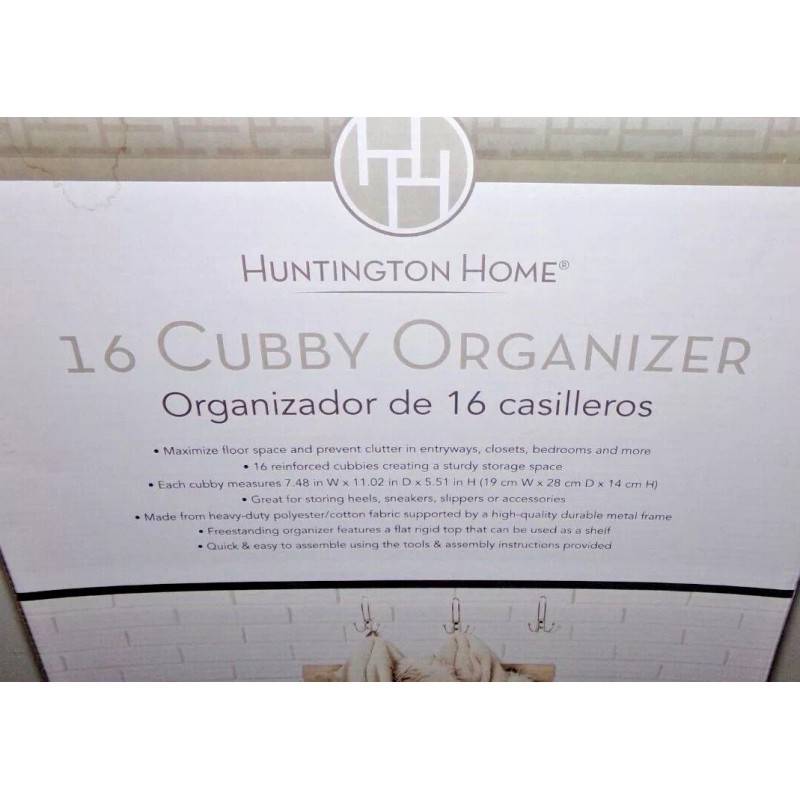 HTH
HUNTINGTON HOME®
16 CUBBY ORGANIZER
Organizador de 16 casilleros
• Maximize floor space and prevent clutter in entryways, closets, bedrooms and more
• 16 reinforced cubbies creating a sturdy storage space
• Each cubby measures 7.48 in W x 11.02 in D x 5.51 in H (19 cm W x 28 cm D x 14 cm H)
• Great for storing heels, sneakers, slippers or accessories
• Made from heavy-duty polyester/cotton fabric supported by a high-quality durable metal frame
• Freestanding organizer features a flat rigid top that can be used as a shelf
• Quick & easy to assemble using the tools & assembly instructions provided